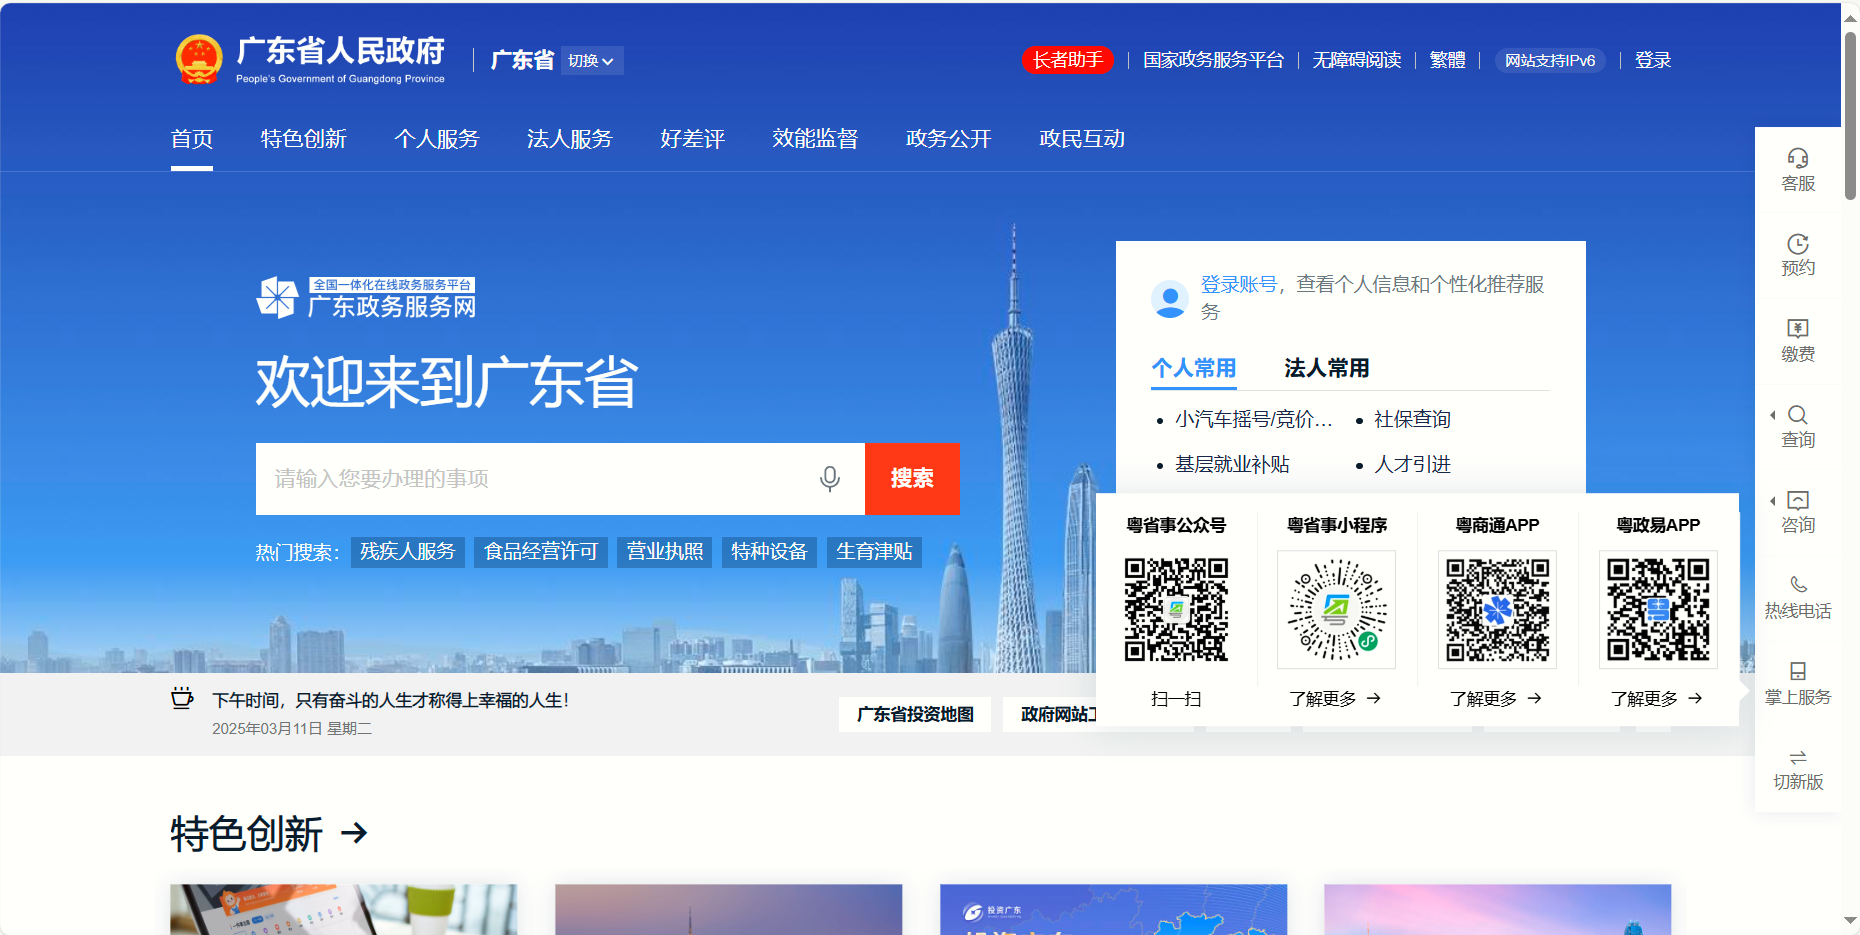 广东省人民政府
People's Government of Guangdong Province
广东省
切换
长者助手
国家政务服务平台
无障碍阅读
繁體
网站支持IPv6
登录
首页
特色创新
个人服务
法人服务
好差评
效能监督
政务公开
政民互动
全国一体化在线政务服务平台
广东政务服务网
欢迎来到广东省
请输入您要办理的事项
搜索
热门搜索：
残疾人服务
食品经营许可
营业执照
特种设备
生育津贴
登录账号，查看个人信息和个性化推荐服
务
个人常用
法人常用
小汽车摇号/竞价...
社保查询
基层就业补贴
人才引进
粤省事公众号
粤省事小程序
粤商通APP
粤政易APP
扫一扫
了解更多
了解更多
了解更多
客服
预约
缴费
查询
咨询
热线电话
掌上服务
切新版
下午时间，只有奋斗的人生才称得上幸福的人生！
2025年03月11日 星期二
广东省投资地图
政府网站工
特色创新
投资广东